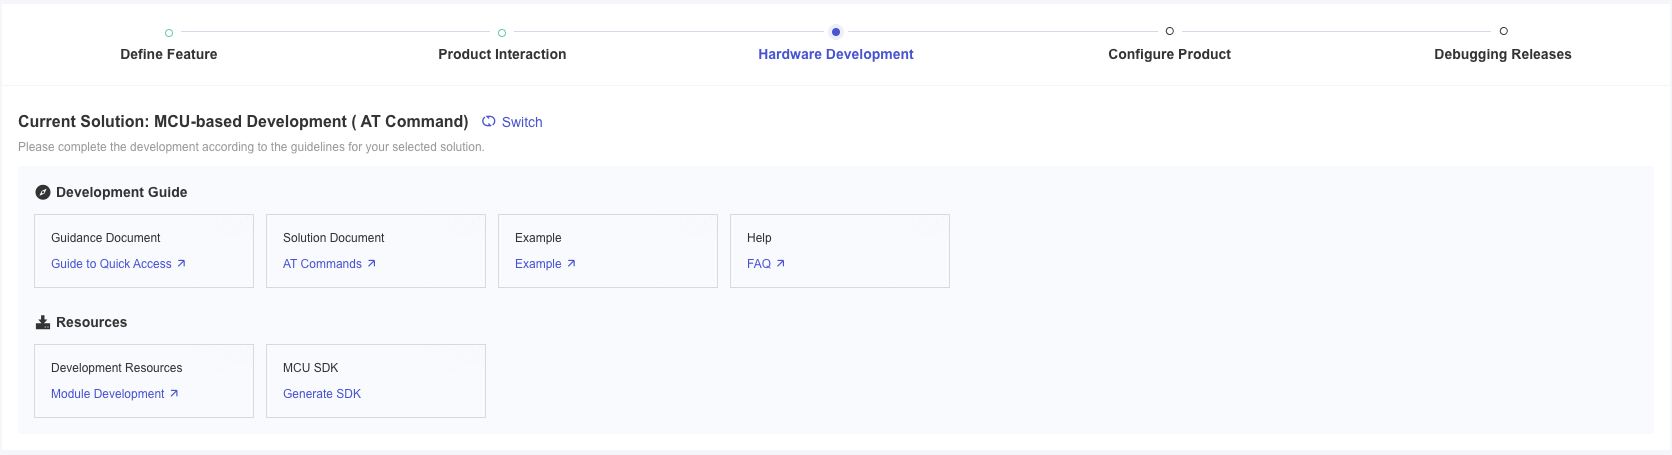 Define Feature
Product Interaction
Hardware Development
Configure Product
Debugging Releases
Current Solution: MCU-based Development ( AT Command)
Switch
Please complete the development according to the guidelines for your selected solution.
Development Guide
Guidance Document
Guide to Quick Access
Solution Document
AT Commands
Example
Example
Help
FAQ
Resources
Development Resources
Module Development
MCU SDK
Generate SDK